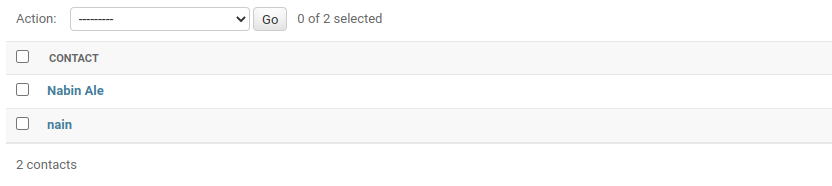 Action: --------- Go 0 of 2 selected
CONTACT
Nabin Ale
nain
2 contacts